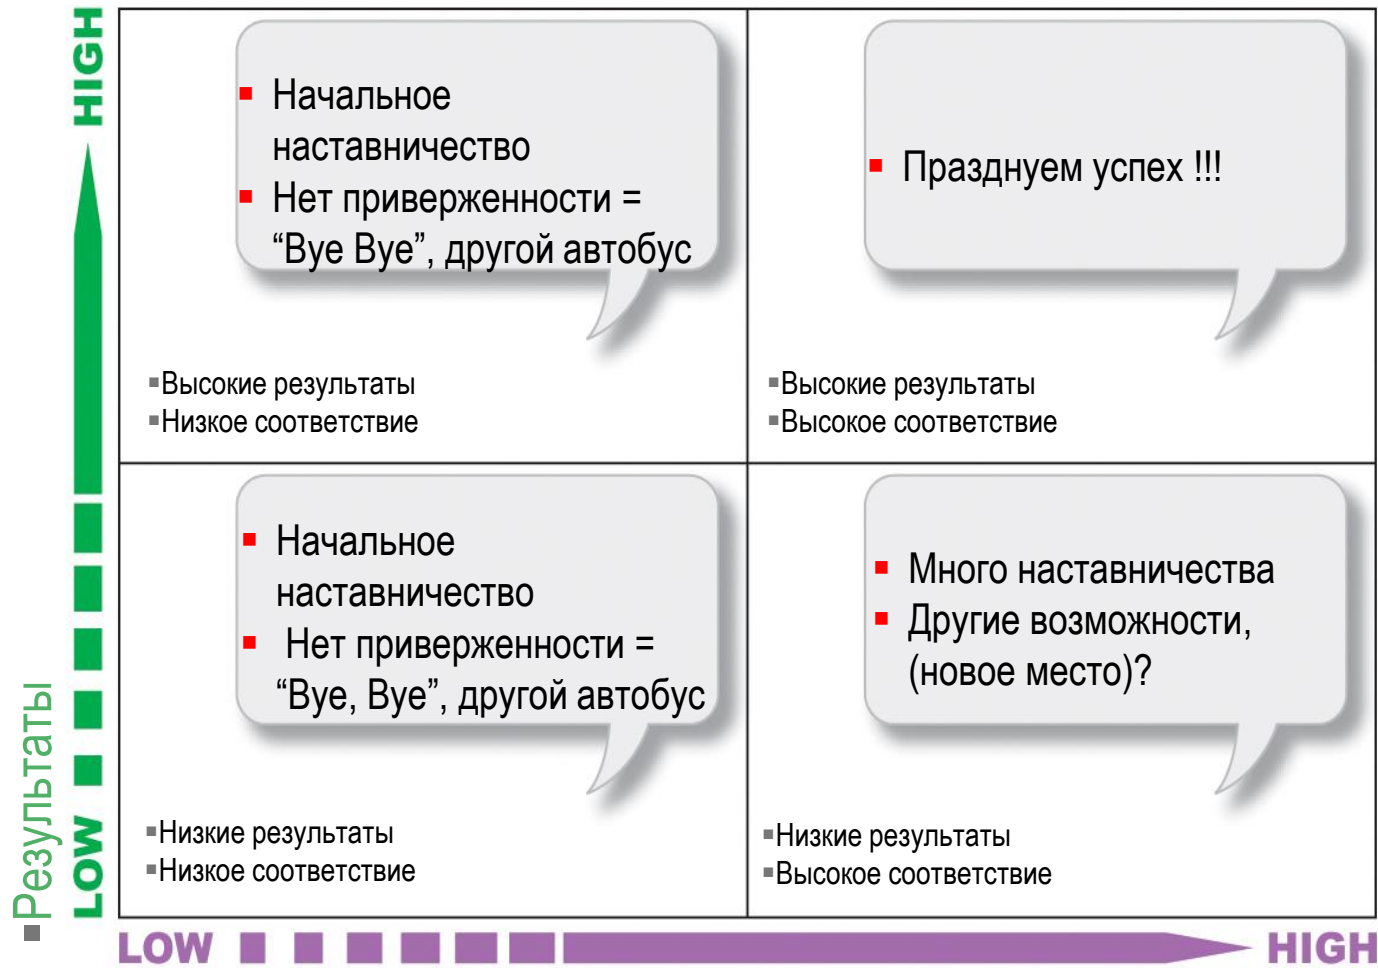 HIGH
▪ Начальное
наставничество
▪ Нет приверженности =
“Bye Bye”, другой автобус
▪Высокие результаты
▪Низкое соответствие
▪ Празднуем успех !!!
▪Высокие результаты
▪Высокое соответствие
▪ Начальное
наставничество
▪ Нет приверженности =
“Bye, Bye”, другой автобус
▪Низкие результаты
▪Низкое соответствие
▪ Много наставничества
▪ Другие возможности,
(новое место)?
▪Низкие результаты
▪Высокое соответствие
▪Результаты
LOW
LOW
HIGH